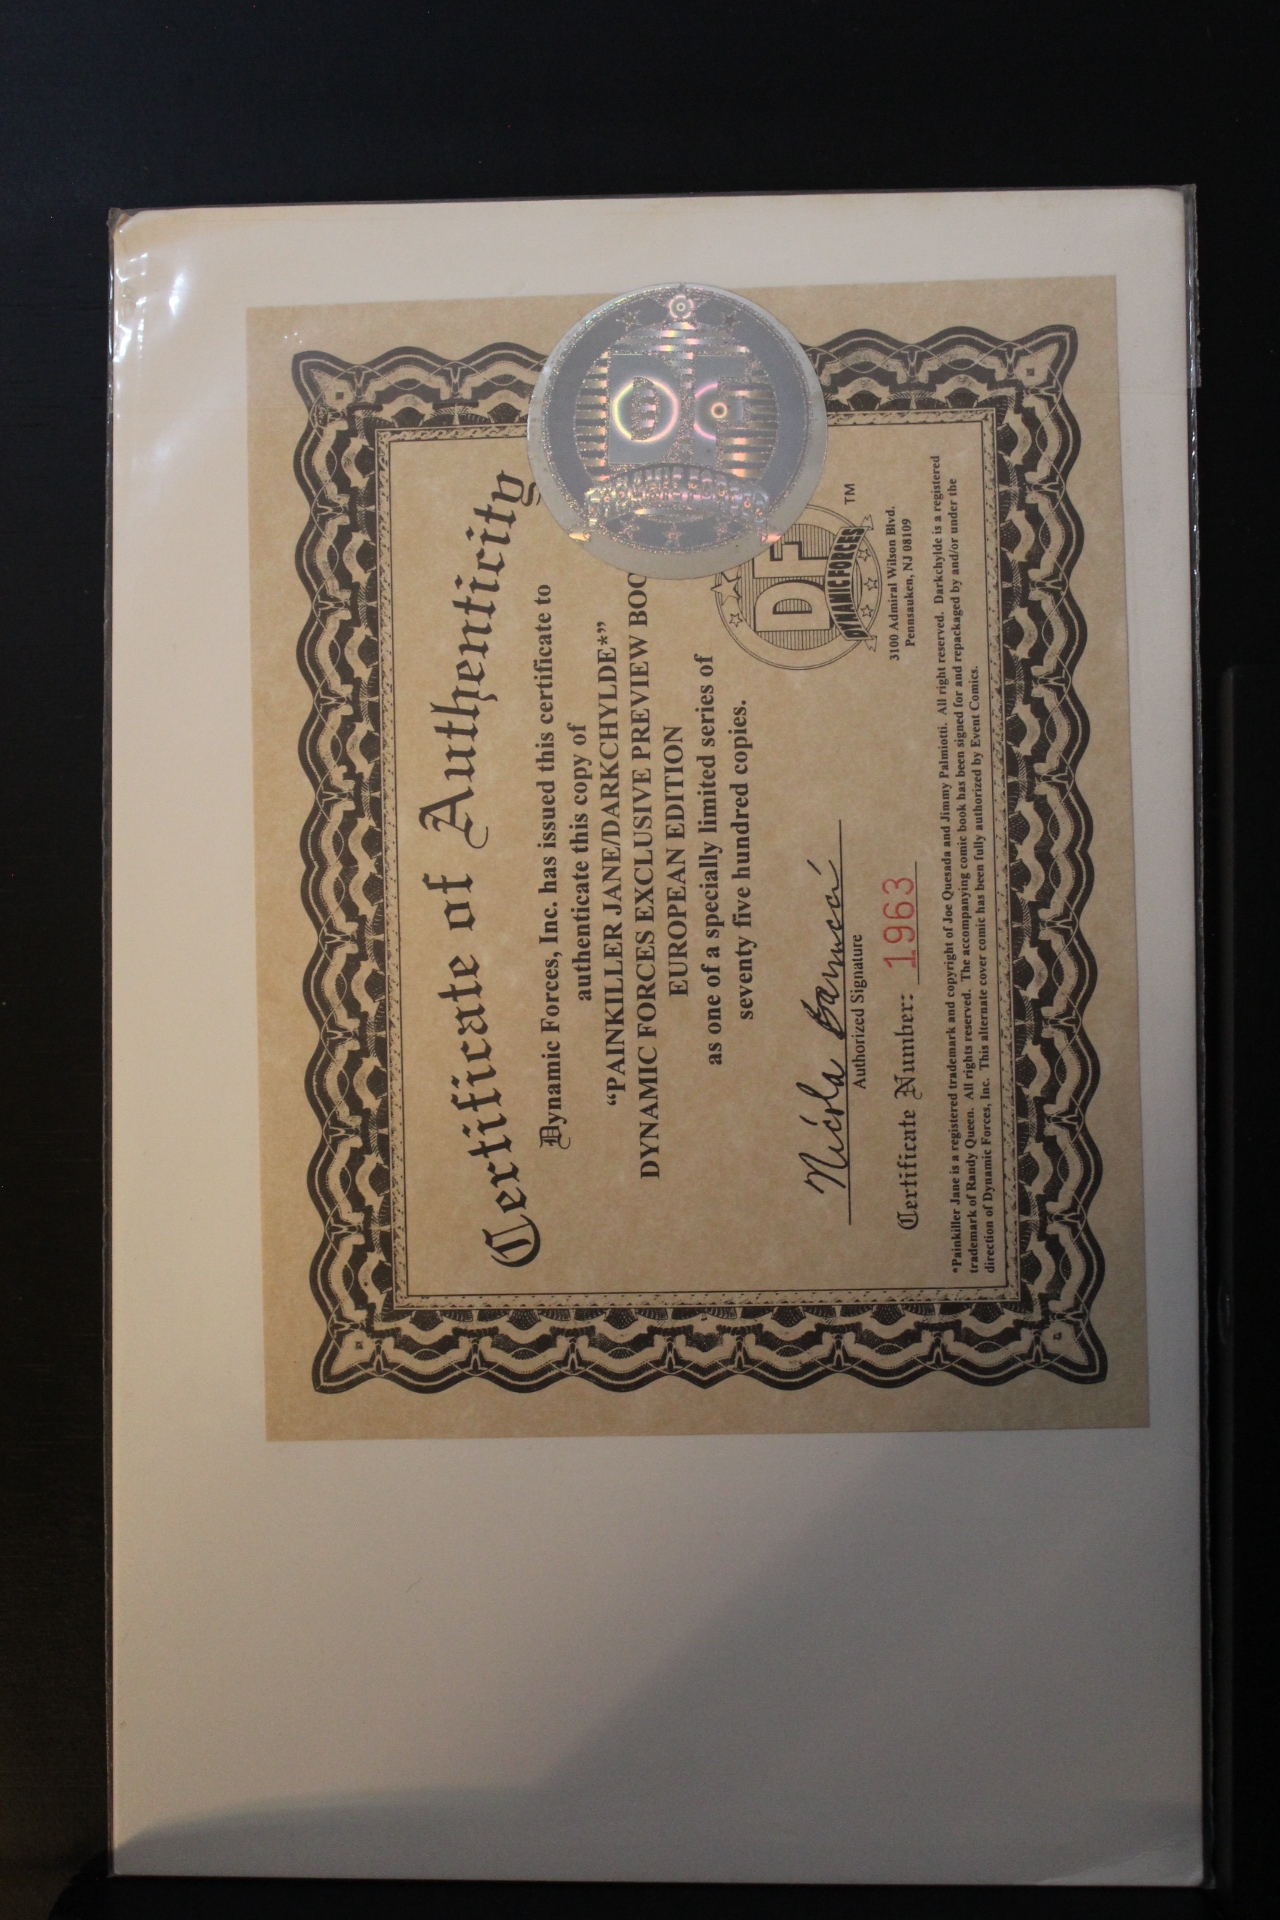 Certificate of Authenticity
Dynamic Forces, Inc. has issued this certificate to
authenticate this copy of
“PAINKILLER JANE/DARKCHYLDE*”
DYNAMIC FORCES EXCLUSIVE PREVIEW BOO
EUROPEAN EDITION
as one of a specially limited series of
seventy five hundred copies.
DF
DYNAMIC FORCES
DF
DYNAMIC FORCES
TM
Nicola Barucci
Authorized Signature
3100 Admiral Wilson Blvd.
Pennsauken, NJ 08109
Certificate Number: 1963
*Painkiller Jane is a registered trademark and copyright of Joe Quesada and Jimmy Palmiotti. All right reserved. Darkchylde is a registered
trademark of Randy Queen. All rights reserved. The accompanying comic book has been signed for and repackaged by and/or under the
direction of Dynamic Forces, Inc. This alternate cover comic has been fully authorized by Event Comics.